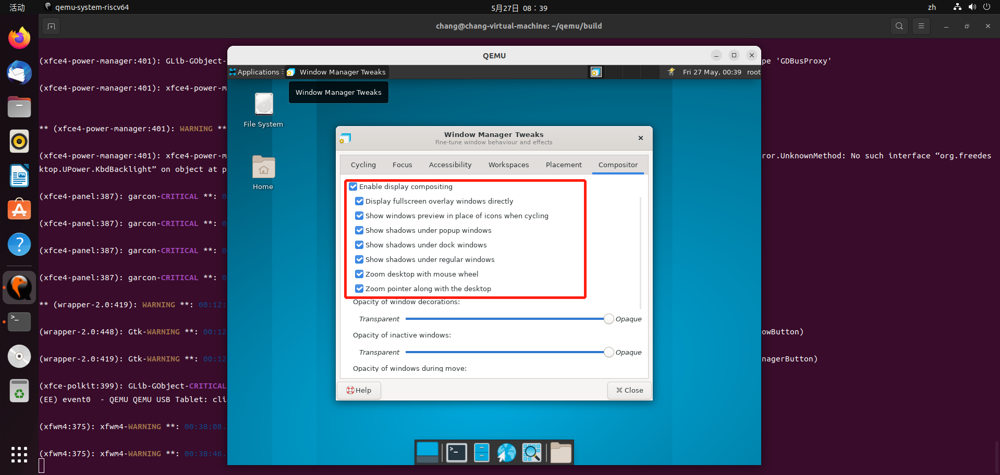 活动
qemu-system-riscv64
5月27日 08：39
zh
chang@chang-virtual-machine: ~/qemu/build
(xfce4-power-manager:401): GLib-GObject-
pe 'GDBusProxy'
(xfce4-power-manager:401): xfce4-power-m
** (xfce4-power-manager:401): WARNING **
(xfce4-power-manager:401): xfce4-power-m
ror.UnknownMethod: No such interface “org.freedes
ktop.UPower.KbdBacklight” on object at p
(xfce4-panel:387): garcon-CRITICAL **: 0
(xfce4-panel:387): garcon-CRITICAL **: 0
(xfce4-panel:387): garcon-CRITICAL **: 0
(xfce4-panel:387): garcon-CRITICAL **: 0
** (wrapper-2.0:419): WARNING **: 00:12:
(wrapper-2.0:448): Gtk-WARNING **: 00:12
owButton)
(wrapper-2.0:419): Gtk-WARNING **: 00:12
nagerButton)
(xfce-polkit:399): GLib-GObject-CRITICAL
(EE) event0  - QEMU QEMU USB Tablet: cli
(xfwm4:375): xfwm4-WARNING **: 00:38:08.
(xfwm4:375): xfwm4-WARNING **: 00:38:46.
QEMU
Applications
Window Manager Tweaks
Fri 27 May, 00:39
root
Window Manager Tweaks
File System
Home
Window Manager Tweaks
Fine-tune window behaviour and effects
Cycling
Focus
Accessibility
Workspaces
Placement
Compositor
Enable display compositing
Display fullscreen overlay windows directly
Show windows preview in place of icons when cycling
Show shadows under popup windows
Show shadows under dock windows
Show shadows under regular windows
Zoom desktop with mouse wheel
Zoom pointer along with the desktop
Opacity of window decorations:
Transparent
Opaque
Opacity of inactive windows:
Transparent
Opaque
Opacity of windows during move:
Help
Close